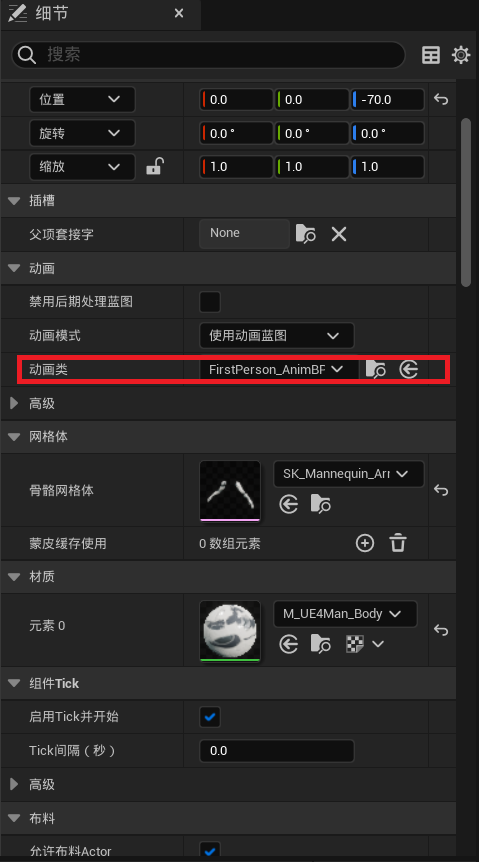 细节
搜索
位置 0.0 0.0 -70.0
旋转 0.0 ° 0.0 ° 0.0 °
缩放 1.0 1.0 1.0
插槽
父项套接字 None
动画
禁用后期处理蓝图
动画模式 使用动画蓝图
动画类 FirstPerson_AnimBP
高级
网格体
骨骼网格体 SK_Mannequin_Arr
蒙皮缓存使用 0 数组元素
材质
元素 0 M_UE4Man_Body
组件Tick
启用Tick并开始
Tick间隔（秒） 0.0
高级
布料
允许布料Actor